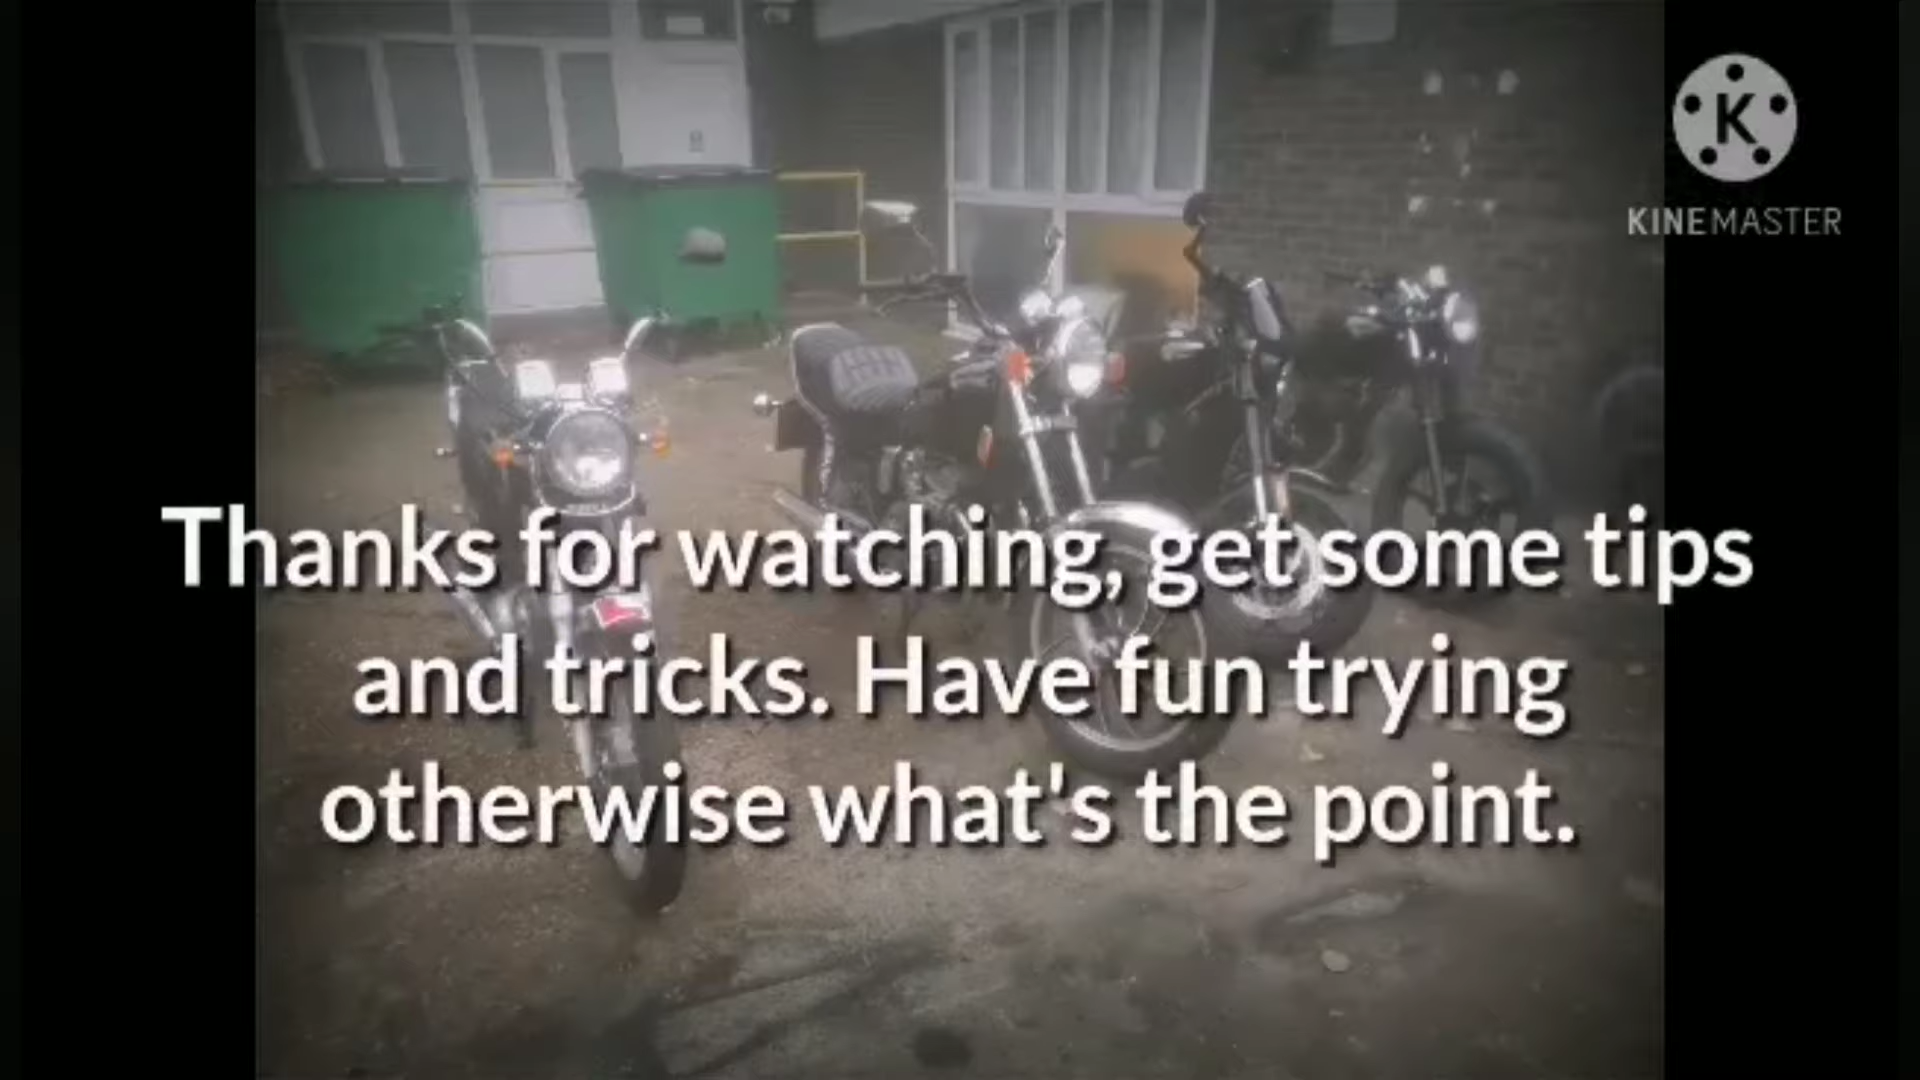 K
KINEMASTER
Thanks for watching, get some tips
and tricks. Have fun trying
otherwise what's the point.